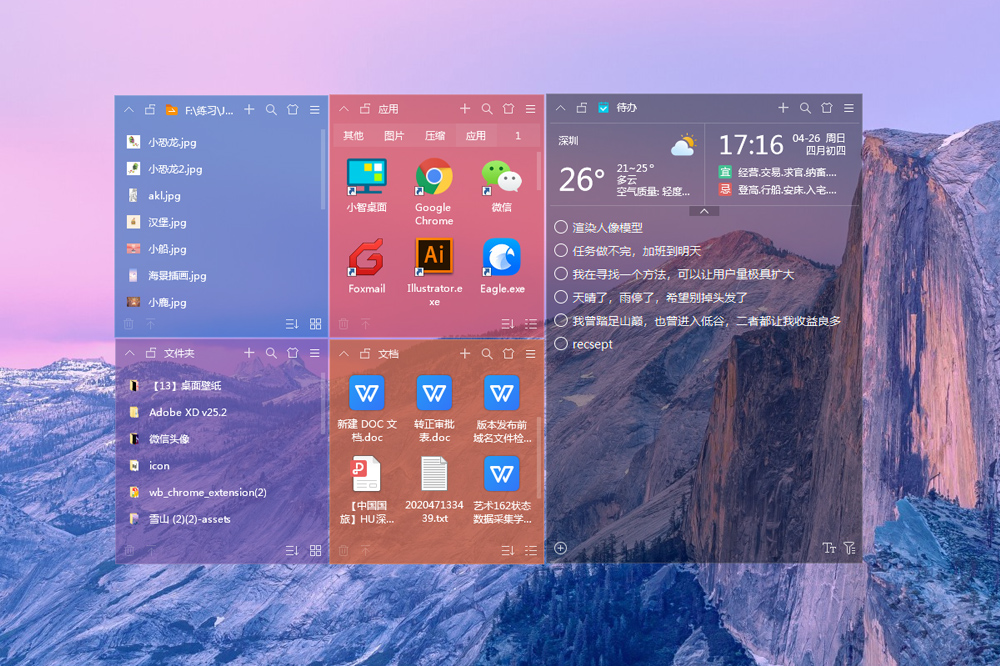 F:\练习\J...
小恐龙.jpg
小恐龙2.jpg
akl.jpg
汉堡.jpg
小船.jpg
海景插画.jpg
小鹿.jpg
应用
其他 图片 压缩 应用 1
小智桌面 Google Chrome 微信
Foxmail Illustrator.exe Eagle.exe
待办
深圳
26°
21~25°
多云
空气质量: 轻度...
17:16
04-26 周日
四月初四
宜 经营.交易.求官.纳畜....
忌 登高.行船.安床.入宅....
渲染人像模型
任务做不完，加班到明天
我在寻找一个方法，可以让用户量极具扩大
天晴了，雨停了，希望别掉头发了
我曾踏足山巅，也曾进入低谷，二者都让我收益良多
recsept
文件夹
【13】桌面壁纸
Adobe XD v25.2
微信头像
icon
wb_chrome_extension(2)
雪山 (2)(2)-assets
文档
新建 DOC 文档.doc
转正审批表.doc
版本发布前域名文件检...
【中国国旅】HU深...
202047133439.txt
艺术162状态数据采集学...